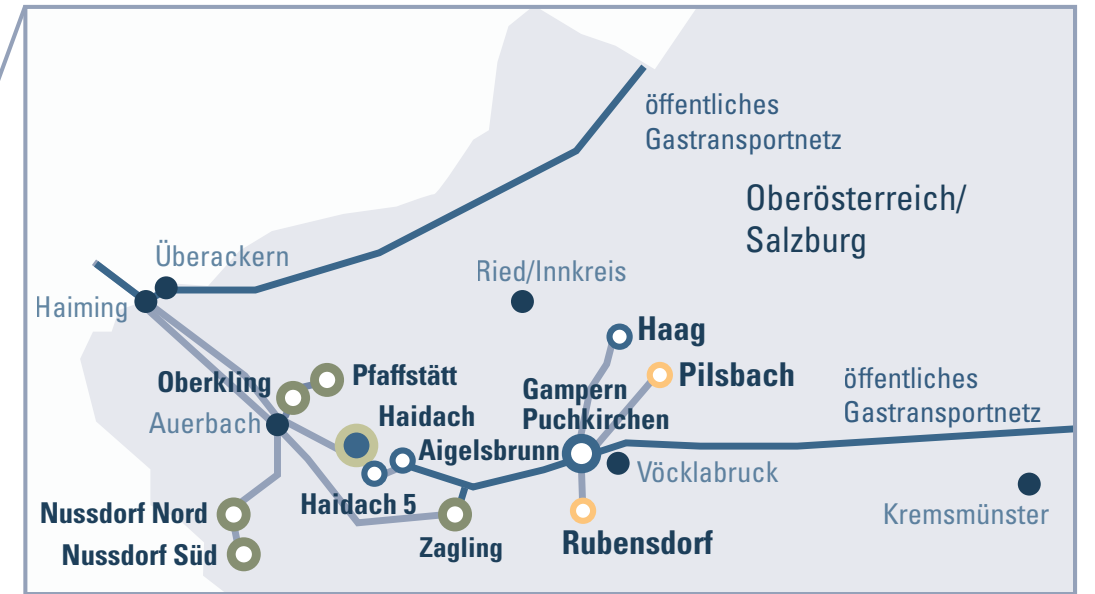 öffentliches
Gastransportnetz
Oberösterreich/
Salzburg
Überackern
Ried/Innkreis
Haiming
Haag
Oberkling
Pfaffstätt
Pilsbach
Gampern
Puchkirchen
öffentliches
Gastransportnetz
Auerbach
Haidach
Aigelsbrunn
Vöcklabruck
Haidach 5
Nussdorf Nord
Kremsmünster
Nussdorf Süd
Zagling
Rubensdorf